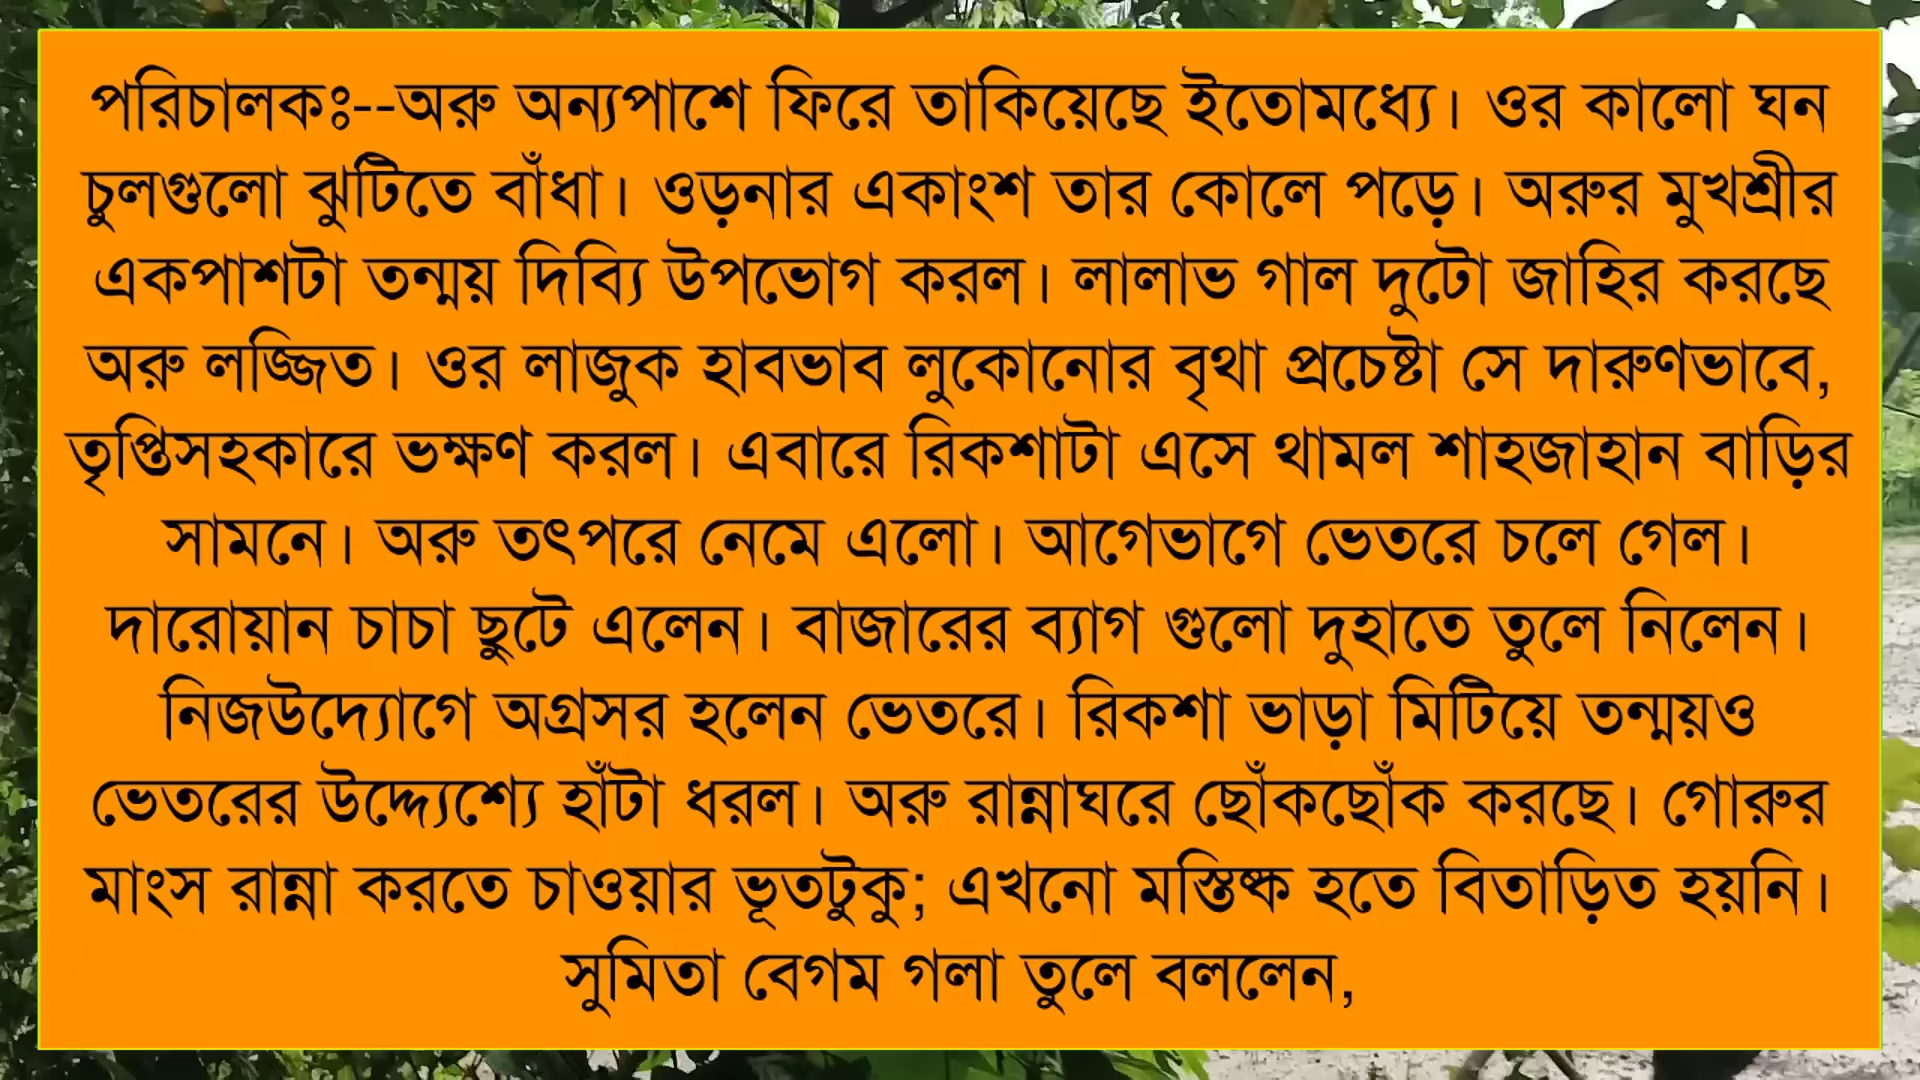 পরিচালকঃ--অরু অন্যপাশে ফিরে তাকিয়েছে ইতোমধ্যে। ওর কালো ঘন
চুলগুলো ঝুটিতে বাঁধা। ওড়নার একাংশ তার কোলে পড়ে। অরুর মুখশ্রীর
একপাশটা তন্ময় দিব্যি উপভোগ করল। লালাভ গাল দুটো জাহির করছে
অরু লজ্জিত। ওর লাজুক হাবভাব লুকোনোর বৃথা প্রচেষ্টা সে দারুণভাবে,
তৃপ্তিসহকারে ভক্ষণ করল। এবারে রিকশাটা এসে থামল শাহজাহান বাড়ির
সামনে। অরু তৎপরে নেমে এলো। আগেভাগে ভেতরে চলে গেল।
দারোয়ান চাচা ছুটে এলেন। বাজারের ব্যাগ গুলো দুহাতে তুলে নিলেন।
নিজউদ্যোগে অগ্রসর হলেন ভেতরে। রিকশা ভাড়া মিটিয়ে তন্ময়ও
ভেতরের উদ্দ্যেশ্যে হাঁটা ধরল। অরু রান্নাঘরে ছোঁকছোঁক করছে। গোরুর
মাংস রান্না করতে চাওয়ার ভূতটুকু; এখনো মস্তিষ্ক হতে বিতাড়িত হয়নি।
সুমিতা বেগম গলা তুলে বললেন,